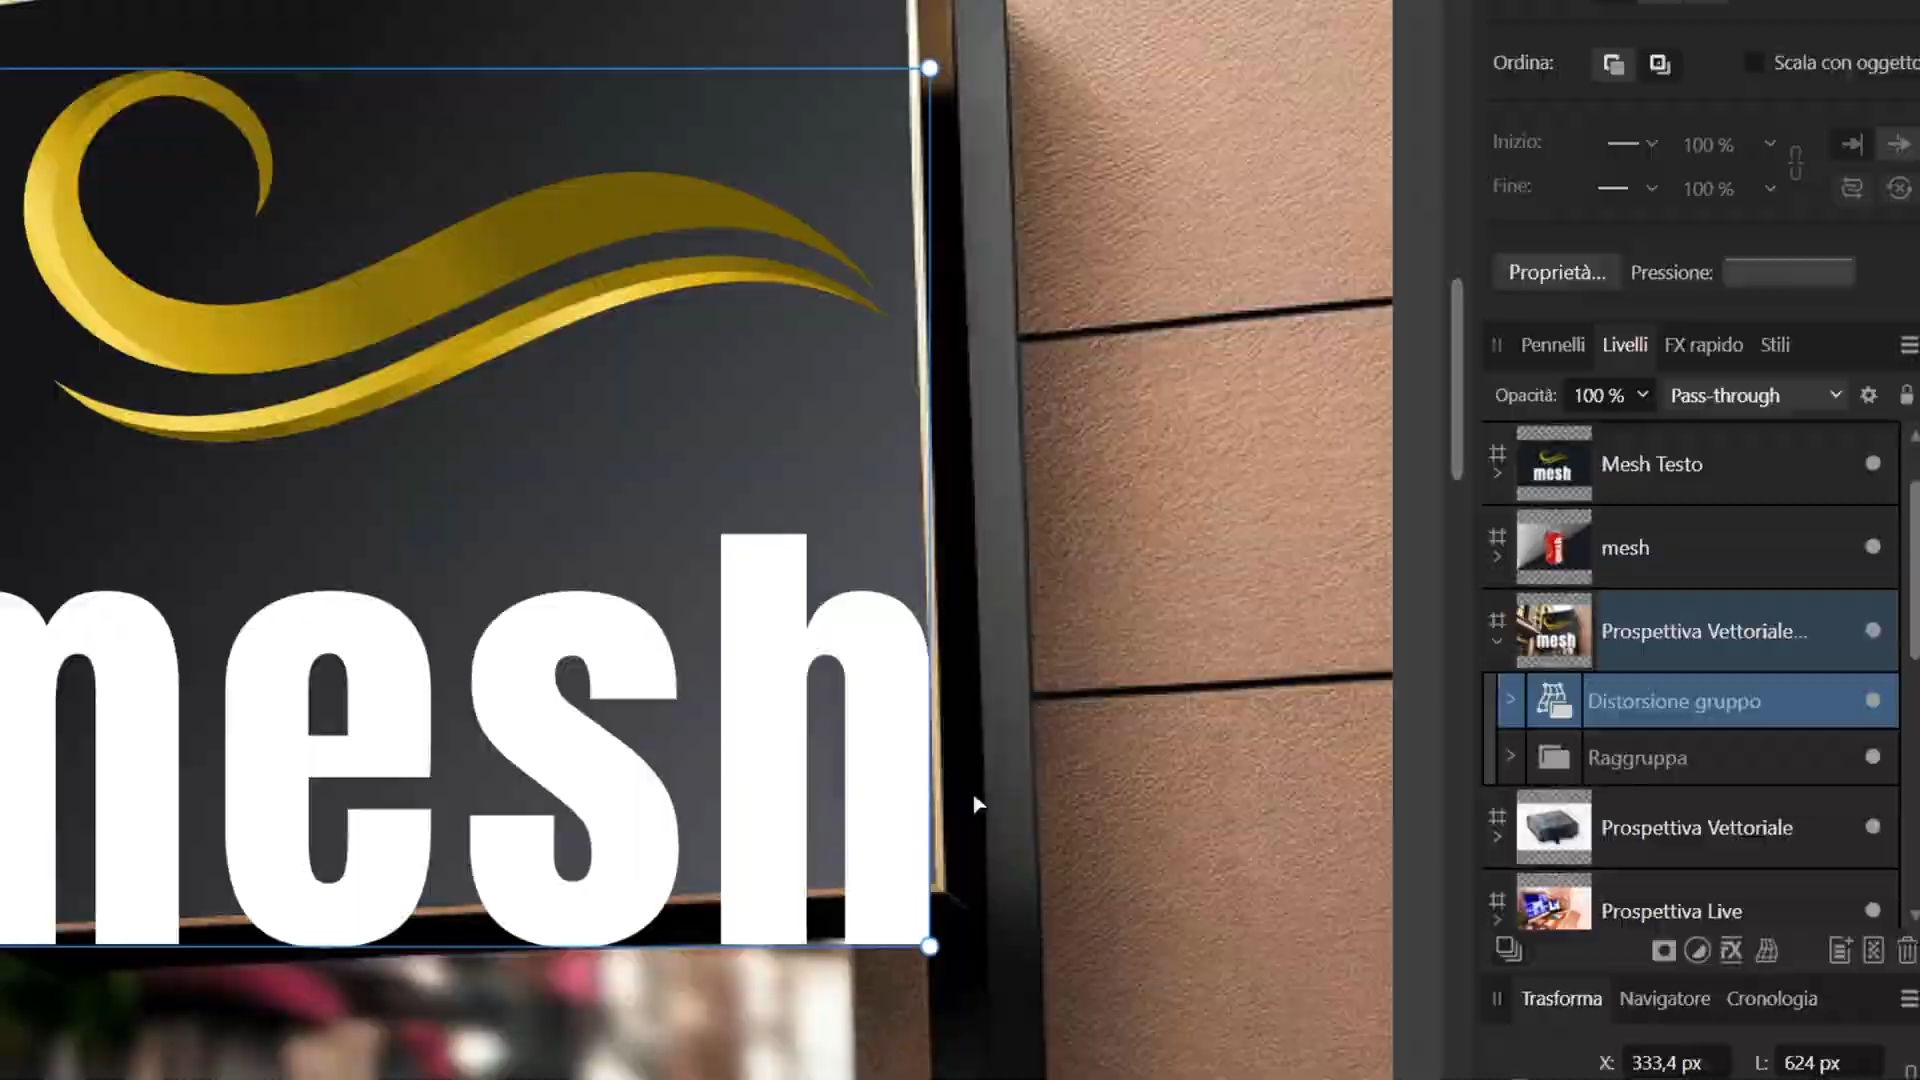 mesh
Ordina:
Scala con oggetto
Inizio:
100 %
Fine:
100 %
Proprietà...
Pressione:
Pennelli
Livelli
FX rapido
Stili
Opacità:
100 %
Pass-through
mesh
Mesh Testo
mesh
mesh
Prospettiva Vettoriale...
Distorsione gruppo
Raggruppa
Prospettiva Vettoriale
Prospettiva Live
FX
Trasforma
Navigatore
Cronologia
X:
333,4 px
L:
624 px